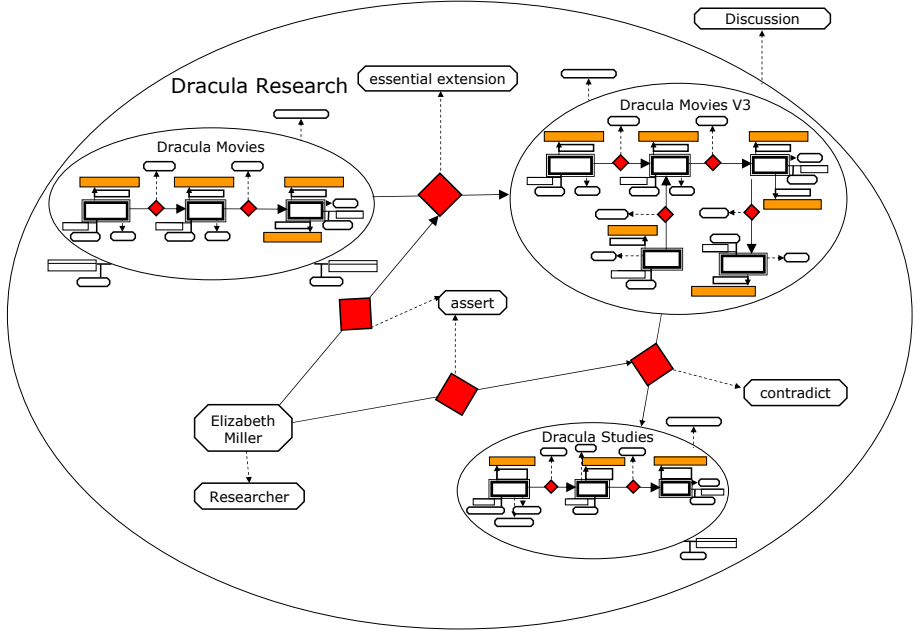 Discussion
Dracula Research
essential extension
Dracula Movies V3
Dracula Movies
assert
contradict
Elizabeth
Miller
Dracula Studies
Researcher